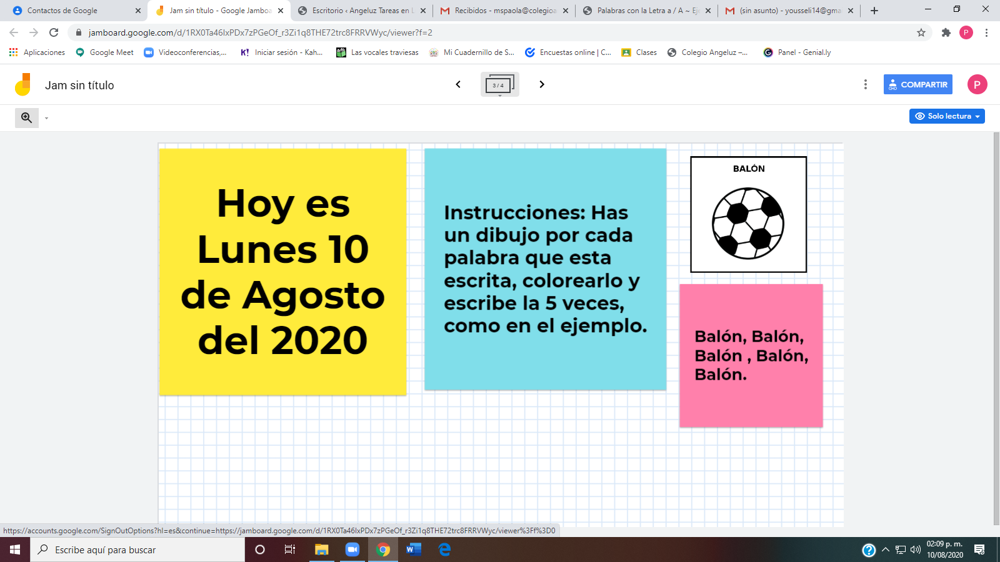 Contactos de Google
Jam sin título - Google Jamboa
Escritorio ‹ Angeluz Tareas en L
Recibidos - mspaola@colegioa
Palabras con la Letra a / A ~ Eje
(sin asunto) - yousseli14@gma
jamboard.google.com/d/1RX0Ta46IxPDx7zPGeOf_r3Zi1q8THE72trc8FRRVWyc/viewer?f=2
P
Aplicaciones
Google Meet
Videoconferencias,...
K! Iniciar sesión - Kah...
Las vocales traviesas
Mi Cuadernillo de S...
Encuestas online | C...
Clases
Colegio Angeluz –...
Panel - Genial.ly
Jam sin título
3 / 4
COMPARTIR
P
Solo lectura
Hoy es
Lunes 10
de Agosto
del 2020
Instrucciones: Has
un dibujo por cada
palabra que esta
escrita, colorearlo y
escribe la 5 veces,
como en el ejemplo.
BALÓN
Balón, Balón,
Balón , Balón,
Balón.
https://accounts.google.com/SignOutOptions?hl=es&continue=https://jamboard.google.com/d/1RX0Ta46IxPDx7zPGeOf_r3Zi1q8THE72trc8FRRVWyc/viewer%3Ff%3D0
Escribe aquí para buscar
02:09 p. m.
10/08/2020